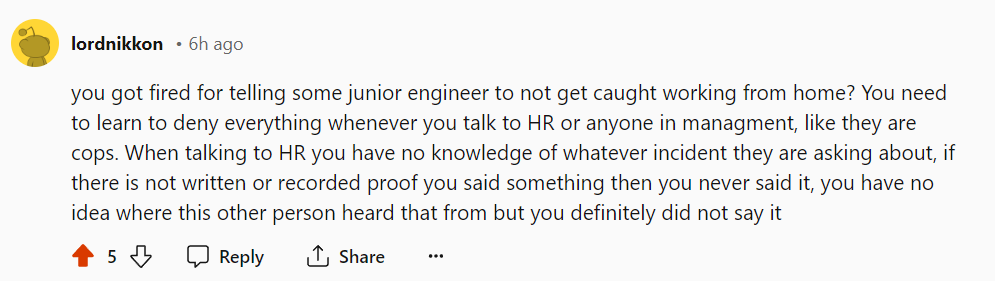 lordnikkon • 6h ago
you got fired for telling some junior engineer to not get caught working from home? You need
to learn to deny everything whenever you talk to HR or anyone in managment, like they are
cops. When talking to HR you have no knowledge of whatever incident they are asking about, if
there is not written or recorded proof you said something then you never said it, you have no
idea where this other person heard that from but you definitely did not say it
5 Reply Share •••